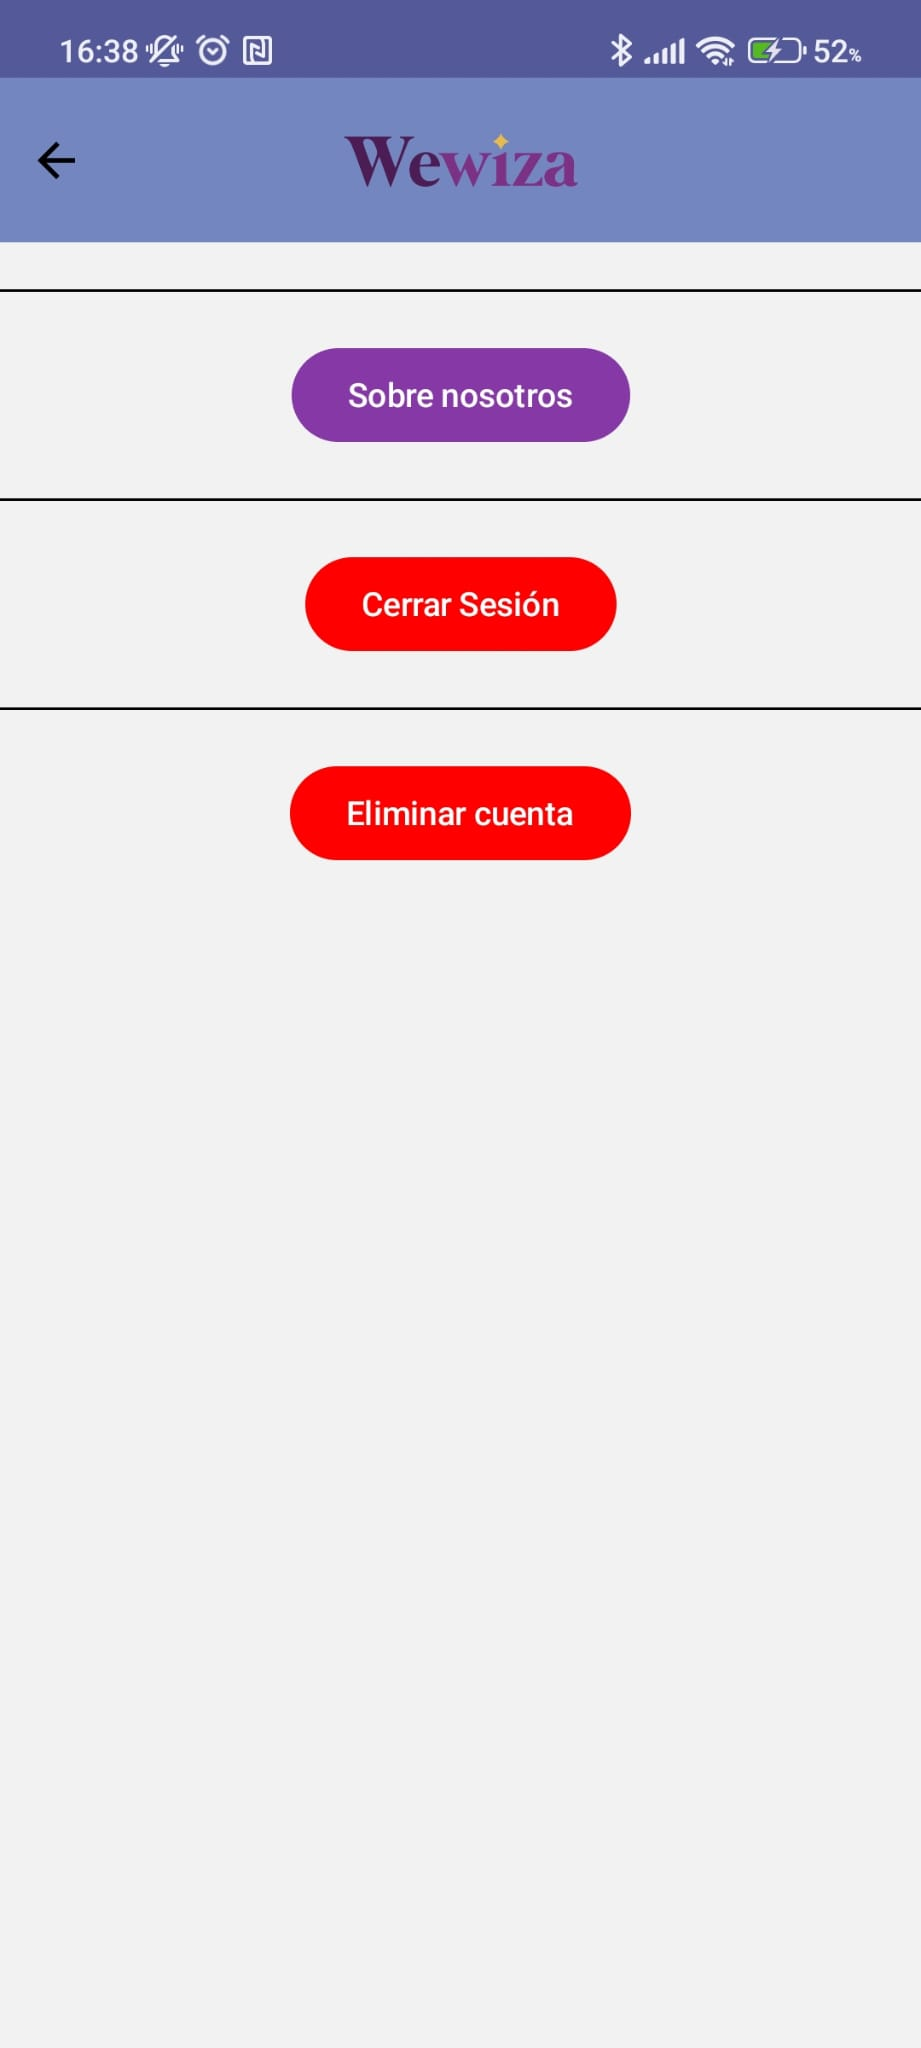 16:38 52%
Wewiza
Sobre nosotros
Cerrar Sesión
Eliminar cuenta